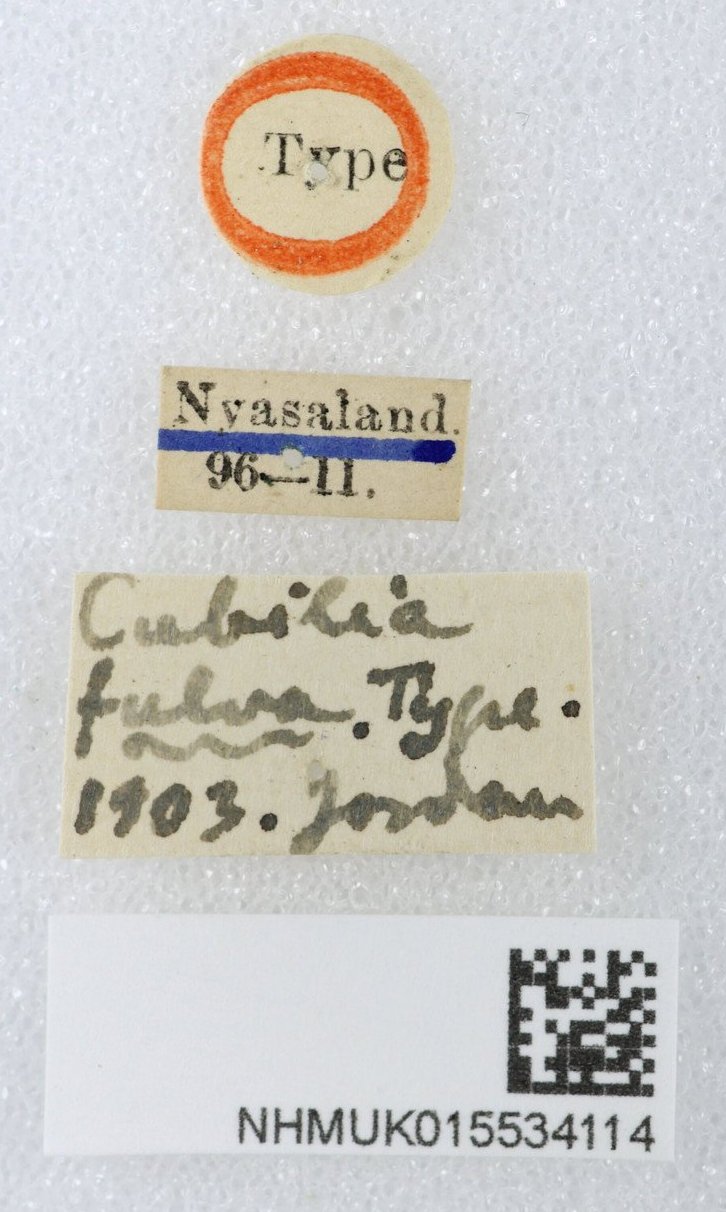 Type
Nyasaland.
96—11.
Cubilia
fulva. Type.
1903. Jordan
NHMUK015534114